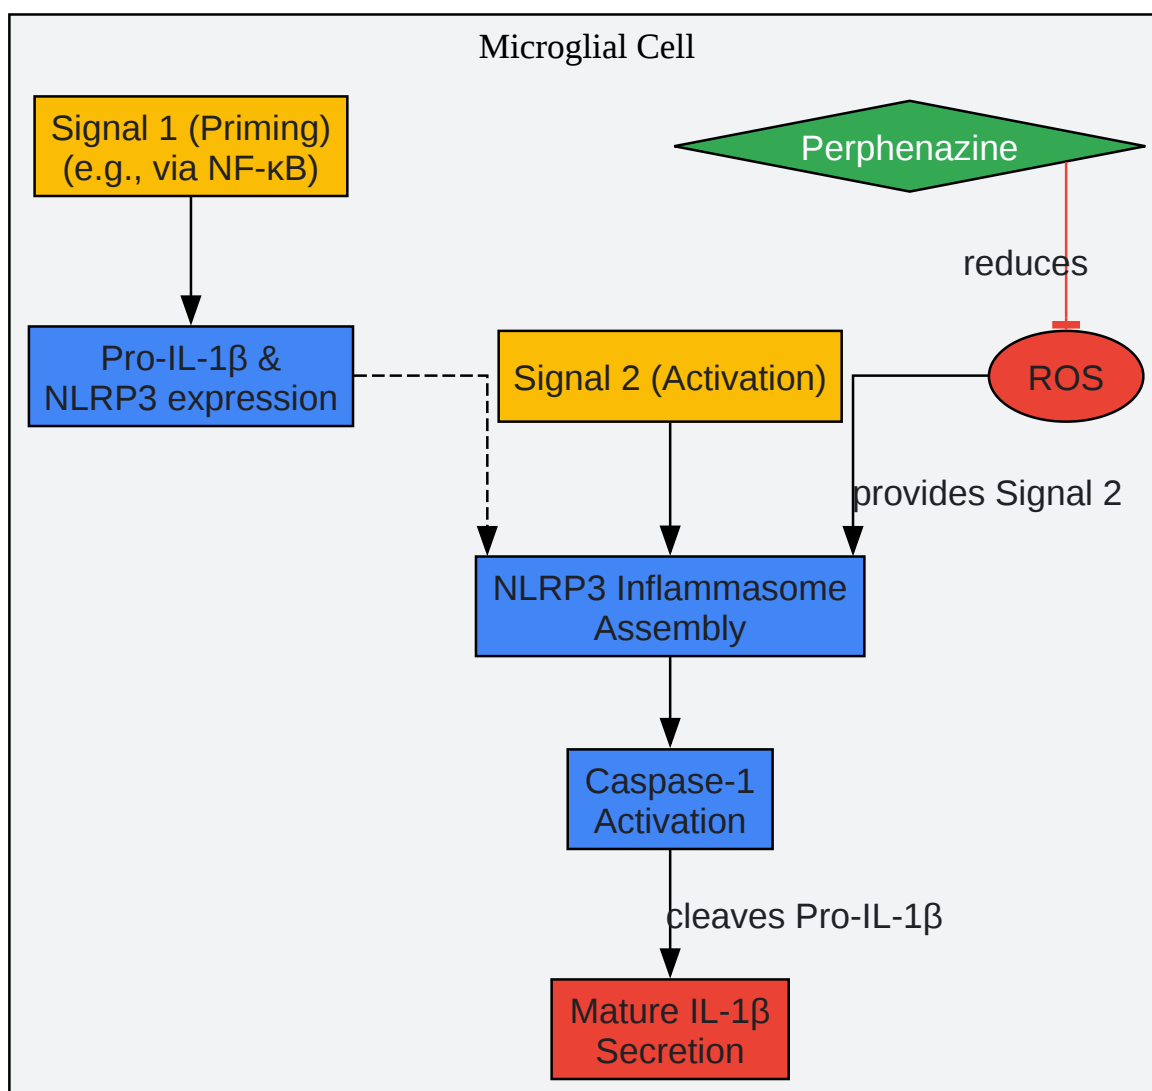 Microglial Cell
Signal 1 (Priming)
(e.g., via NF-κB)
Perphenazine
reduces
Pro-IL-1β &
NLRP3 expression
Signal 2 (Activation)
ROS
provides Signal 2
NLRP3 Inflammasome
Assembly
Caspase-1
Activation
cleaves Pro-IL-1β
Mature IL-1β
Secretion